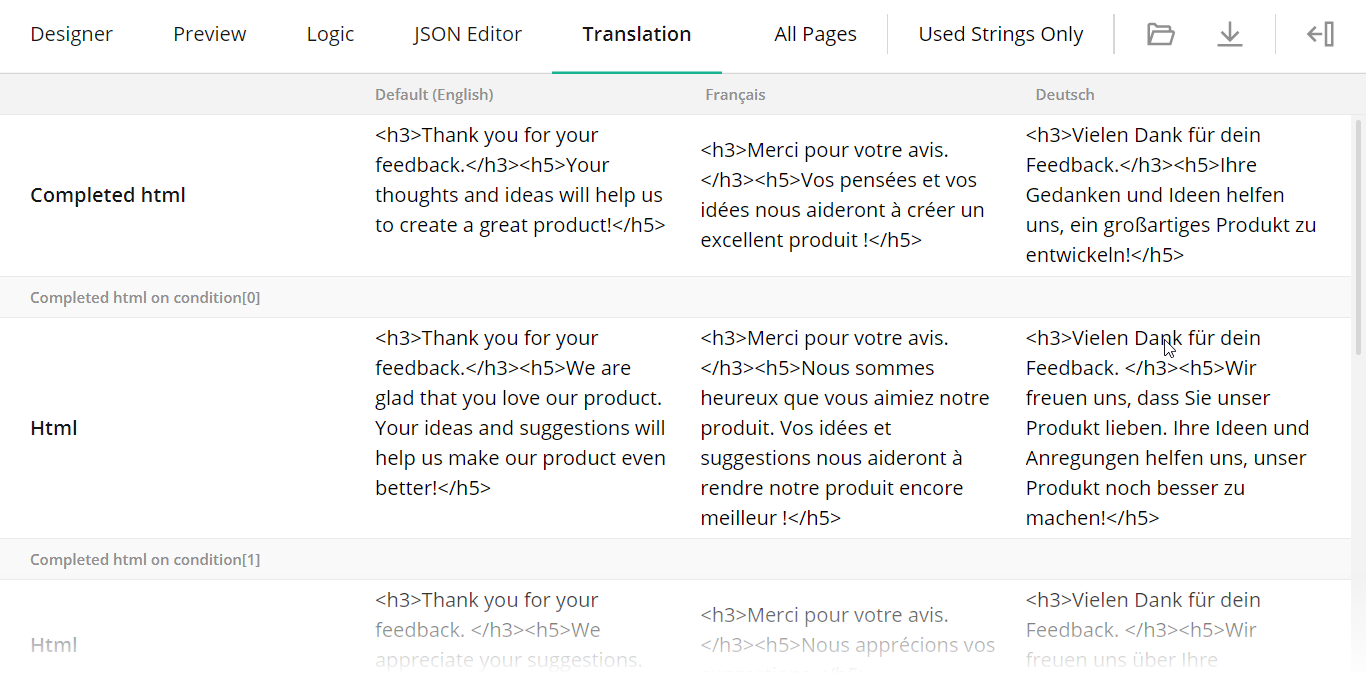 Designer Preview Logic JSON Editor Translation All Pages Used Strings Only
Default (English) Français Deutsch
Completed html
<h3>Thank you for your
feedback.</h3><h5>Your
thoughts and ideas will help us
to create a great product!</h5>
<h3>Merci pour votre avis.
</h3><h5>Vos pensées et vos
idées nous aideront à créer un
excellent produit !</h5>
<h3>Vielen Dank für dein
Feedback.</h3><h5>Ihre
Gedanken und Ideen helfen
uns, ein großartiges Produkt zu
entwickeln!</h5>
Completed html on condition[0]
Html
<h3>Thank you for your
feedback.</h3><h5>We are
glad that you love our product.
Your ideas and suggestions will
help us make our product even
better!</h5>
<h3>Merci pour votre avis.
</h3><h5>Nous sommes
heureux que vous aimiez notre
produit. Vos idées et
suggestions nous aideront à
rendre notre produit encore
meilleur !</h5>
<h3>Vielen Dank für dein
Feedback. </h3><h5>Wir
freuen uns, dass Sie unser
Produkt lieben. Ihre Ideen und
Anregungen helfen uns, unser
Produkt noch besser zu
machen!</h5>
Completed html on condition[1]
Html
<h3>Thank you for your
feedback. </h3><h5>We
appreciate your suggestions.
<h3>Merci pour votre avis.
</h3><h5>Nous apprécions vos
<h3>Vielen Dank für dein
Feedback. </h3><h5>Wir
freuen uns über Ihre